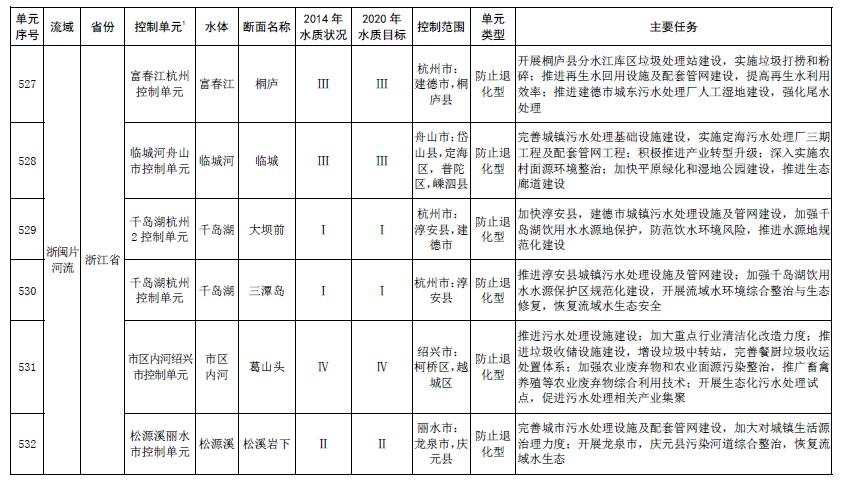 单元序号 流域 省份 控制单元¹ 水体 断面名称 2014 年水质状况 2020 年水质目标 控制范围 单元类型 主要任务
浙闽片河流
浙江省
527 富春江杭州控制单元 富春江 桐庐 Ⅲ Ⅲ 杭州市：建德市，桐庐县 防止退化型
开展桐庐县分水江库区垃圾处理站建设，实施垃圾打捞和粉
碎；推进再生水回用设施及配套管网建设，提高再生水利用
效率；推进建德市城东污水处理厂人工湿地建设，强化尾水
处理
528 临城河舟山市控制单元 临城河 临城 Ⅲ Ⅲ 舟山市：岱山县，定海区，普陀区，嵊泗县 防止退化型
完善城镇污水处理基础设施建设，实施定海污水处理厂三期
工程及配套管网工程；积极推进产业转型升级；深入实施农
村面源环境整治；加快平原绿化和湿地公园建设，推进生态
廊道建设
529 千岛湖杭州2 控制单元 千岛湖 大坝前 Ⅰ Ⅰ 杭州市：淳安县，建德市 防止退化型
加快淳安县，建德市城镇污水处理设施及管网建设，加强千
岛湖饮用水水源地保护，防范饮水环境风险，推进水源地规
范化建设
530 千岛湖杭州控制单元 千岛湖 三潭岛 Ⅰ Ⅰ 杭州市：淳安县 防止退化型
推进淳安县城镇污水处理设施及管网建设；加强千岛湖饮用
水水源保护区规范化建设，开展流域水环境综合整治与生态
修复，恢复流域水生态安全
531 市区内河绍兴市控制单元 市区内河 葛山头 Ⅳ Ⅳ 绍兴市：柯桥区，越城区 防止退化型
推进污水处理设施建设；加大重点行业清洁化改造力度；推
进垃圾收储设施建设，增设垃圾中转站，完善餐厨垃圾收运
处置体系；加强农业废弃物和农业面源污染整治，推广畜禽
养殖等农业废弃物综合利用技术；开展生态化污水处理试
点，促进污水处理相关产业集聚
532 松源溪丽水市控制单元 松源溪 松溪岩下 Ⅱ Ⅱ 丽水市：龙泉市，庆元县 防止退化型
完善城市污水处理设施及配套管网建设，加大对城镇生活源
治理力度；开展龙泉市，庆元县污染河道综合整治，恢复流
域水生态